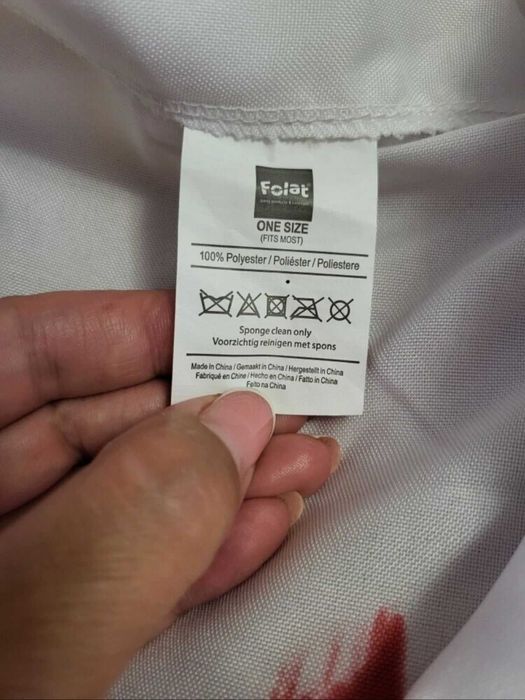 Folat
ONE SIZE
(FITS MOST)
100% Polyester / Poliéster / Poliestere
Sponge clean only
Voorzichtig reinigen met spons
Made in China / Gemaakt in China / Hergestellt in China
Fabriqué en Chine / Hecho en China / Fatto in China
Feito na China